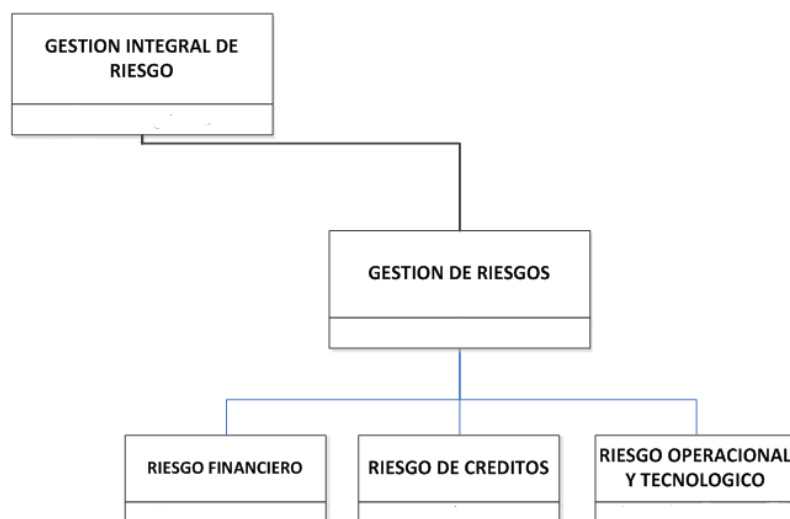 GESTION INTEGRAL DE
RIESGO
GESTION DE RIESGOS
RIESGO FINANCIERO
RIESGO DE CREDITOS
RIESGO OPERACIONAL
Y TECNOLOGICO